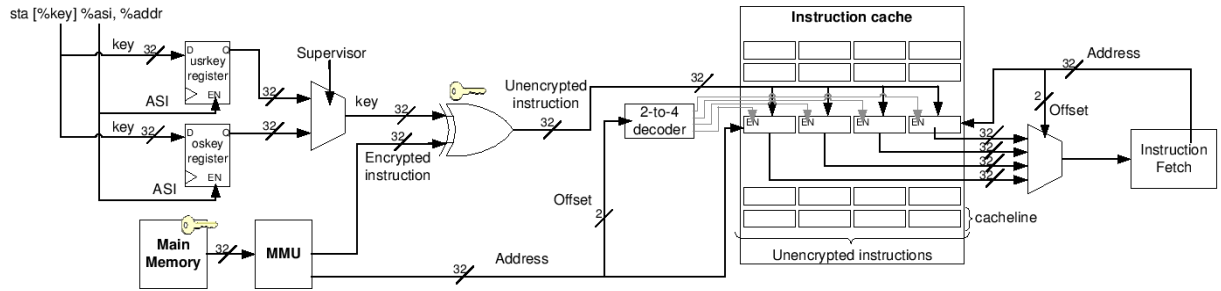 sta [%key] %asi, %addr
key
32
D
Q
usrkey
register
EN
ASI
32
key
32
D
Q
oskey
register
EN
ASI
32
Supervisor
key
32
Encrypted
instruction
32
Unencrypted
instruction
32
32
Main
Memory
32
MMU
32
Address
Offset
2
2-to-4
decoder
Instruction cache
EN
EN
EN
EN
cacheline
Unencrypted instructions
32
32
32
32
32
Address
2
Offset
Instruction
Fetch